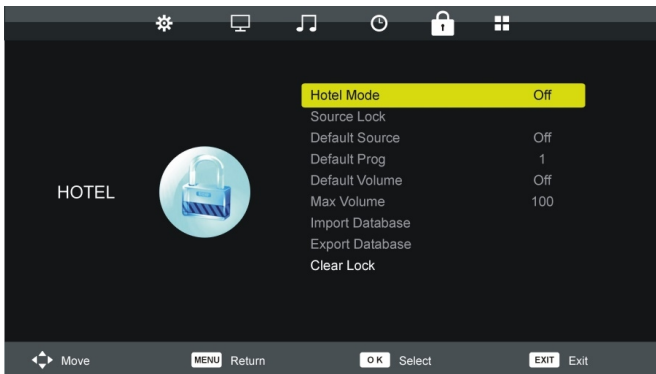 Hotel Mode Off
Source Lock
Default Source Off
Default Prog 1
Default Volume Off
HOTEL
Max Volume 100
Import Database
Export Database
Clear Lock
Move MENU Return OK Select EXIT Exit